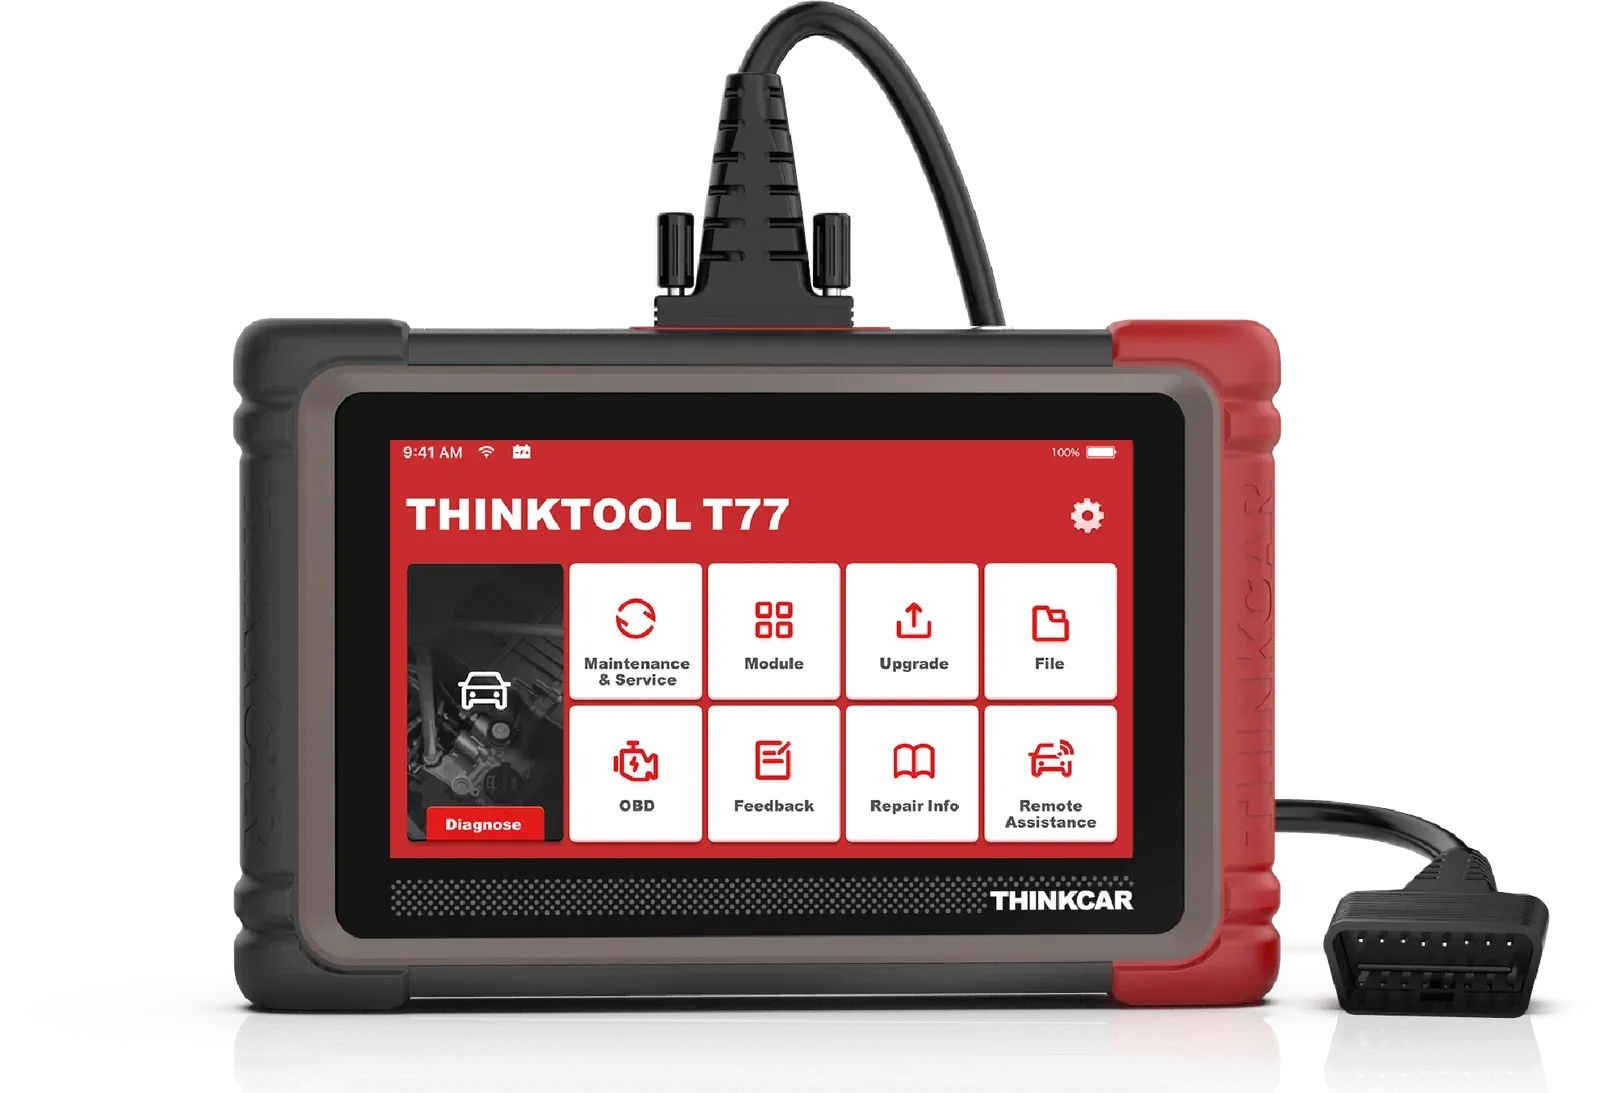 9:41 AM
100%
THINKTOOL T77
Maintenance
& Service
Module
Upgrade
File
Diagnose
OBD
Feedback
Repair Info
Remote
Assistance
THINKCAR
THINKCAR